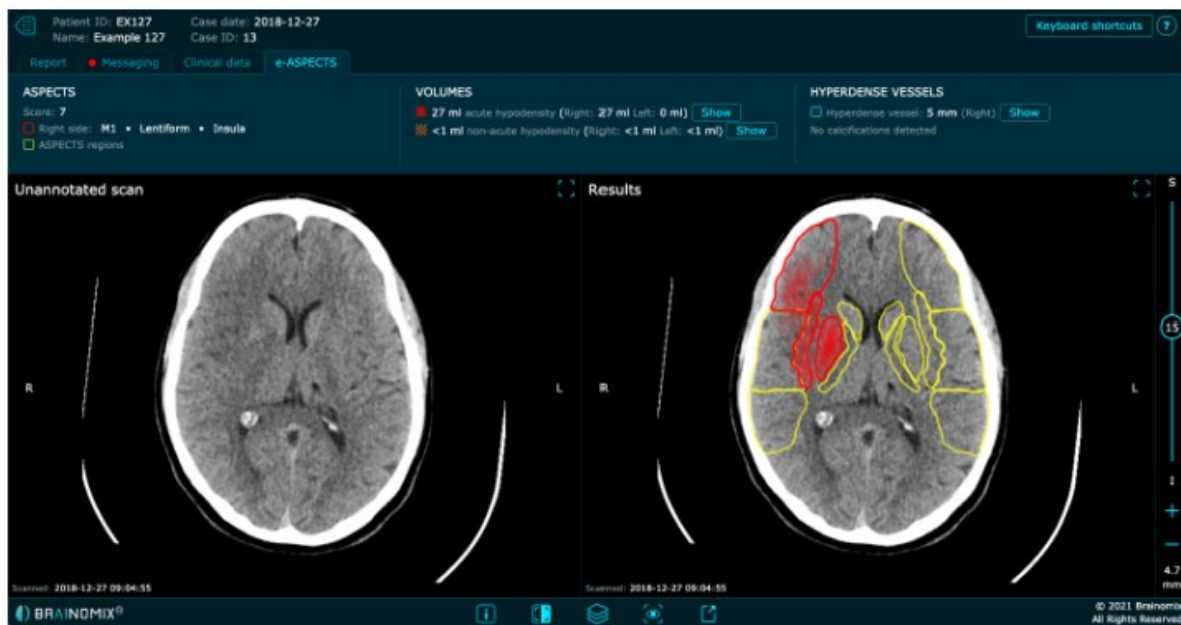 Patient ID: EX127 Case date: 2018-12-27
Name: Example 127 Case ID: 13
Keyboard shortcuts ?
Report Messaging Clinical data e-ASPECTS
ASPECTS
Score: 7
Right side: M1 • Lentiform • Insula
ASPECTS regions
VOLUMES
27 ml acute hypodensity (Right: 27 ml Left: 0 ml) Show
<1 ml non-acute hypodensity (Right: <1 ml Left: <1 ml) Show
HYPERDENSE VESSELS
Hyperdense vessel: 5 mm (Right) Show
No calcifications detected
Unannotated scan
R L
Scanned: 2018-12-27 09:04:55
Results
R L
Scanned: 2018-12-27 09:04:55
S
15
I
+
–
4.7
mm
BRAINOMIX®
© 2021 Brainomix
All Rights Reserved